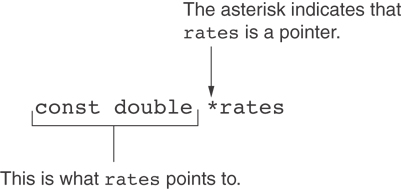 The asterisk indicates that
rates is a pointer.
const double *rates
This is what rates points to.